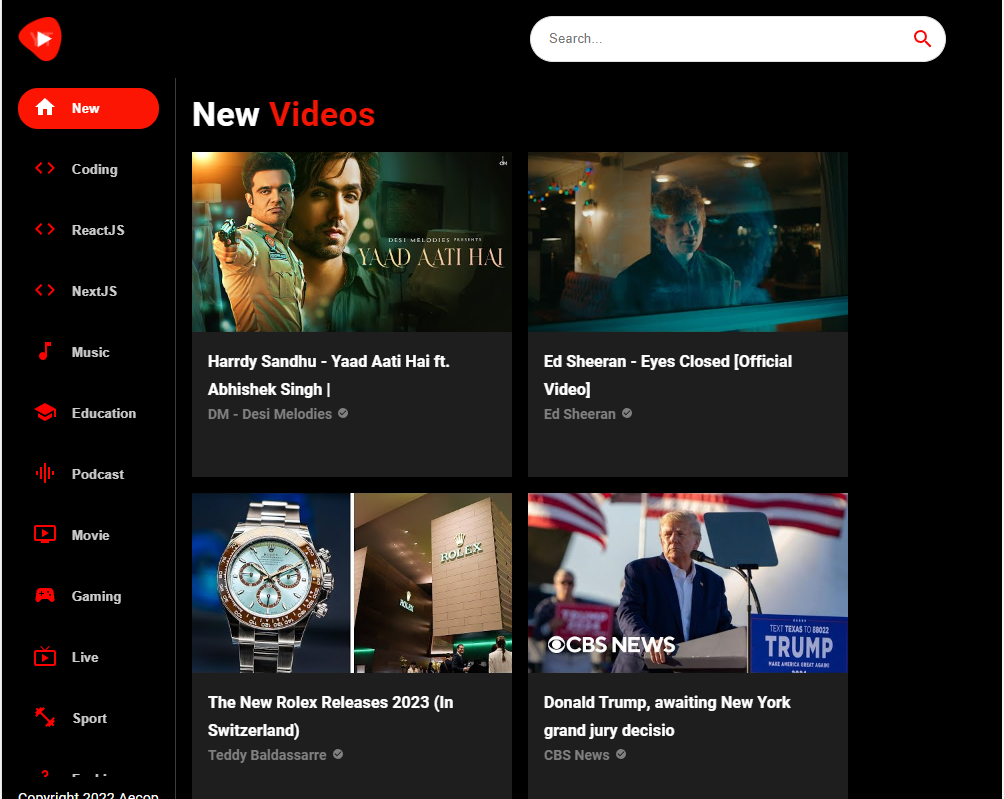 Search...
New
Coding
ReactJS
NextJS
Music
Education
Podcast
Movie
Gaming
Live
Sport
Copyright 2022 Aecon
New Videos
DM
DESI MELODIES PRESENTS
YAAD AATI HAI
Harrdy Sandhu - Yaad Aati Hai ft.
Abhishek Singh |
DM - Desi Melodies
Ed Sheeran - Eyes Closed [Official
Video]
Ed Sheeran
ROLEX
ROLEX
The New Rolex Releases 2023 (In
Switzerland)
Teddy Baldassarre
CBS NEWS
TEXT TEXAS TO 88022
TRUMP
MAKE AMERICA GREAT AGAIN!
Donald Trump, awaiting New York
grand jury decisio
CBS News